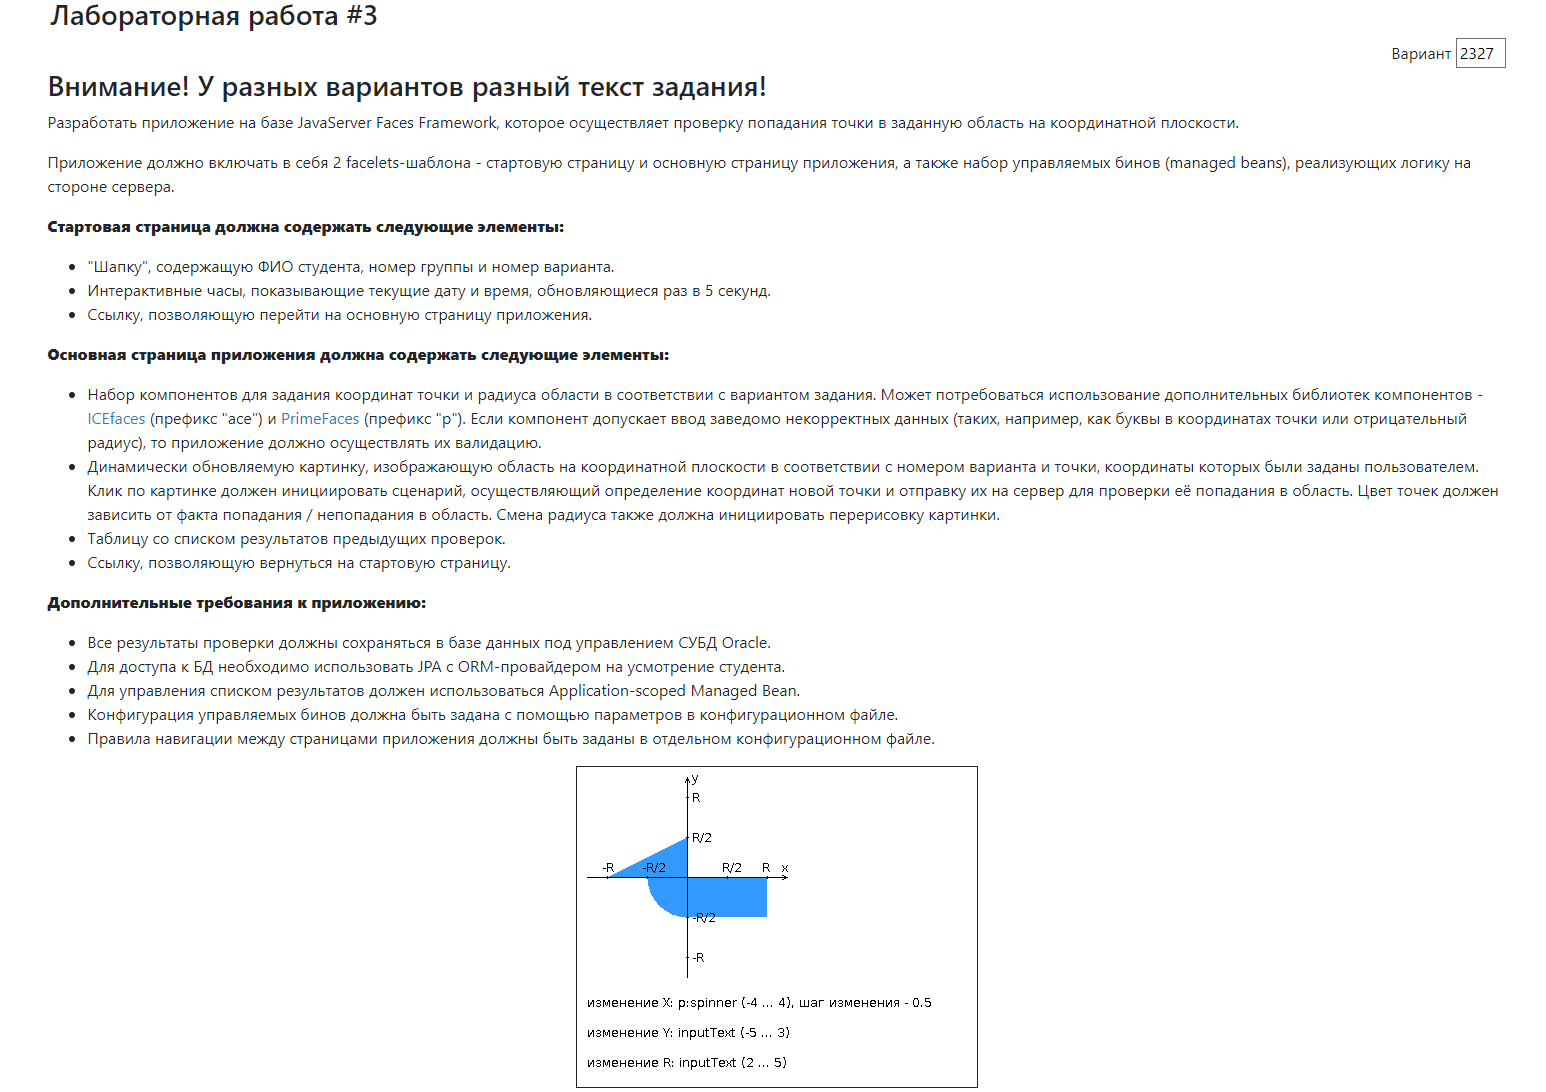 Лабораторная работа #3
Вариант 2327
Внимание! У разных вариантов разный текст задания!
Разработать приложение на базе JavaServer Faces Framework, которое осуществляет проверку попадания точки в заданную область на координатной плоскости.
Приложение должно включать в себя 2 facelets-шаблона - стартовую страницу и основную страницу приложения, а также набор управляемых бинов (managed beans), реализующих логику на
стороне сервера.
Стартовая страница должна содержать следующие элементы:
"Шапку", содержащую ФИО студента, номер группы и номер варианта.
Интерактивные часы, показывающие текущие дату и время, обновляющиеся раз в 5 секунд.
Ссылку, позволяющую перейти на основную страницу приложения.
Основная страница приложения должна содержать следующие элементы:
Набор компонентов для задания координат точки и радиуса области в соответствии с вариантом задания. Может потребоваться использование дополнительных библиотек компонентов -
ICEfaces (префикс "ace") и PrimeFaces (префикс "p"). Если компонент допускает ввод заведомо некорректных данных (таких, например, как буквы в координатах точки или отрицательный
радиус), то приложение должно осуществлять их валидацию.
Динамически обновляемую картинку, изображающую область на координатной плоскости в соответствии с номером варианта и точки, координаты которых были заданы пользователем.
Клик по картинке должен инициировать сценарий, осуществляющий определение координат новой точки и отправку их на сервер для проверки её попадания в область. Цвет точек должен
зависить от факта попадания / непопадания в область. Смена радиуса также должна инициировать перерисовку картинки.
Таблицу со списком результатов предыдущих проверок.
Ссылку, позволяющую вернуться на стартовую страницу.
Дополнительные требования к приложению:
Все результаты проверки должны сохраняться в базе данных под управлением СУБД Oracle.
Для доступа к БД необходимо использовать JPA с ORM-провайдером на усмотрение студента.
Для управления списком результатов должен использоваться Application-scoped Managed Bean.
Конфигурация управляемых бинов должна быть задана с помощью параметров в конфигурационном файле.
Правила навигации между страницами приложения должны быть заданы в отдельном конфигурационном файле.
y
R
R/2
-R -R/2 R/2 R x
-R/2
-R
изменение X: p:spinner (-4 ... 4), шаг изменения - 0.5
изменение Y: inputText (-5 ... 3)
изменение R: inputText (2 ... 5)